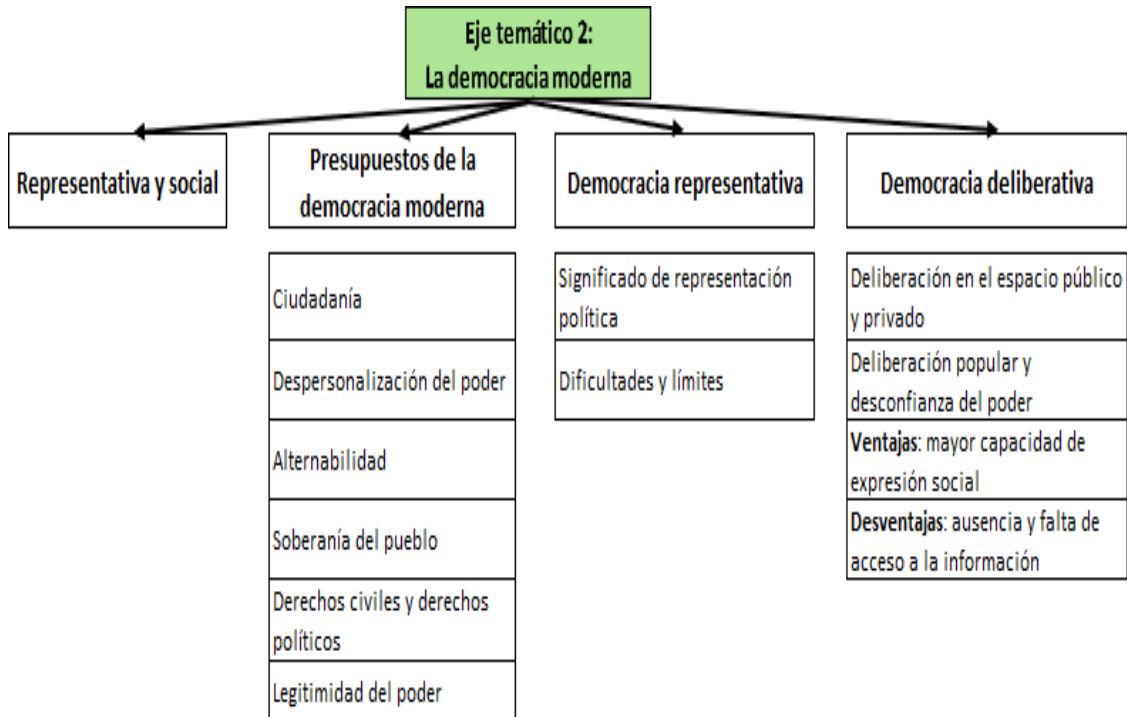 Eje temático 2:
La democracia moderna
Representativa y social
Presupuestos de la
democracia moderna
Ciudadanía
Despersonalización del poder
Alternabilidad
Soberanía del pueblo
Derechos civiles y derechos
políticos
Legitimidad del poder
Democracia representativa
Significado de representación
política
Dificultades y límites
Democracia deliberativa
Deliberación en el espacio público
y privado
Deliberación popular y
desconfianza del poder
Ventajas: mayor capacidad de
expresión social
Desventajas: ausencia y falta de
acceso a la información